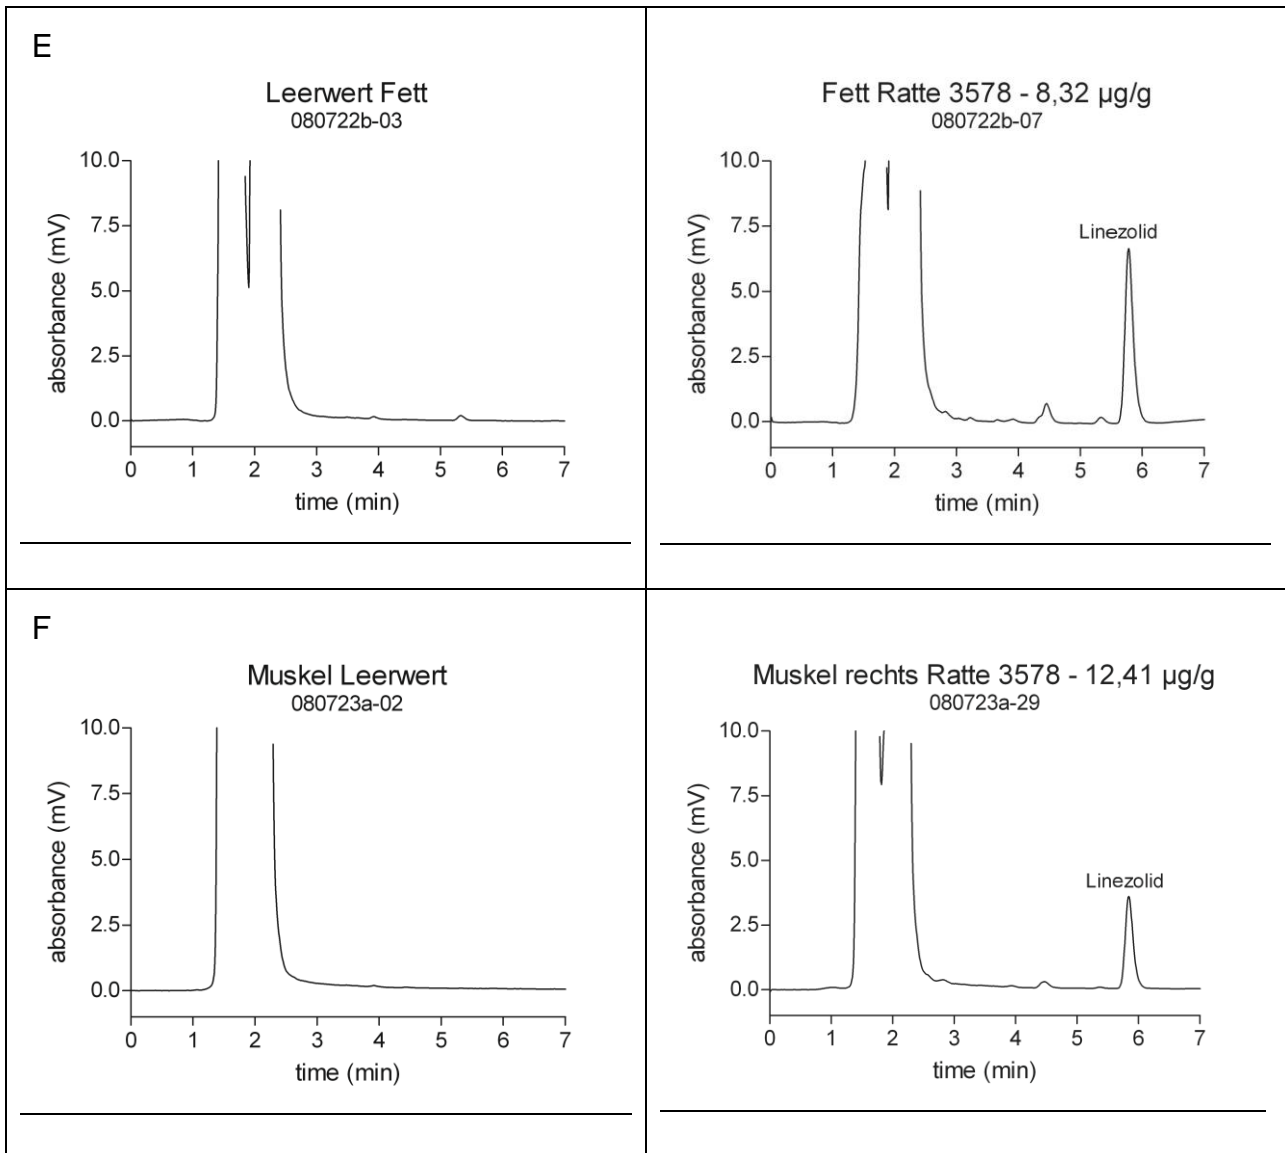 E
Leerwert Fett
080722b-03
absorbance (mV)
10.0
7.5
5.0
2.5
0.0
0 1 2 3 4 5 6 7
time (min)
Fett Ratte 3578 - 8,32 µg/g
080722b-07
absorbance (mV)
10.0
7.5
5.0
2.5
0.0
Linezolid
0 1 2 3 4 5 6 7
time (min)
F
Muskel Leerwert
080723a-02
absorbance (mV)
10.0
7.5
5.0
2.5
0.0
0 1 2 3 4 5 6 7
time (min)
Muskel rechts Ratte 3578 - 12,41 µg/g
080723a-29
absorbance (mV)
10.0
7.5
5.0
2.5
0.0
Linezolid
0 1 2 3 4 5 6 7
time (min)